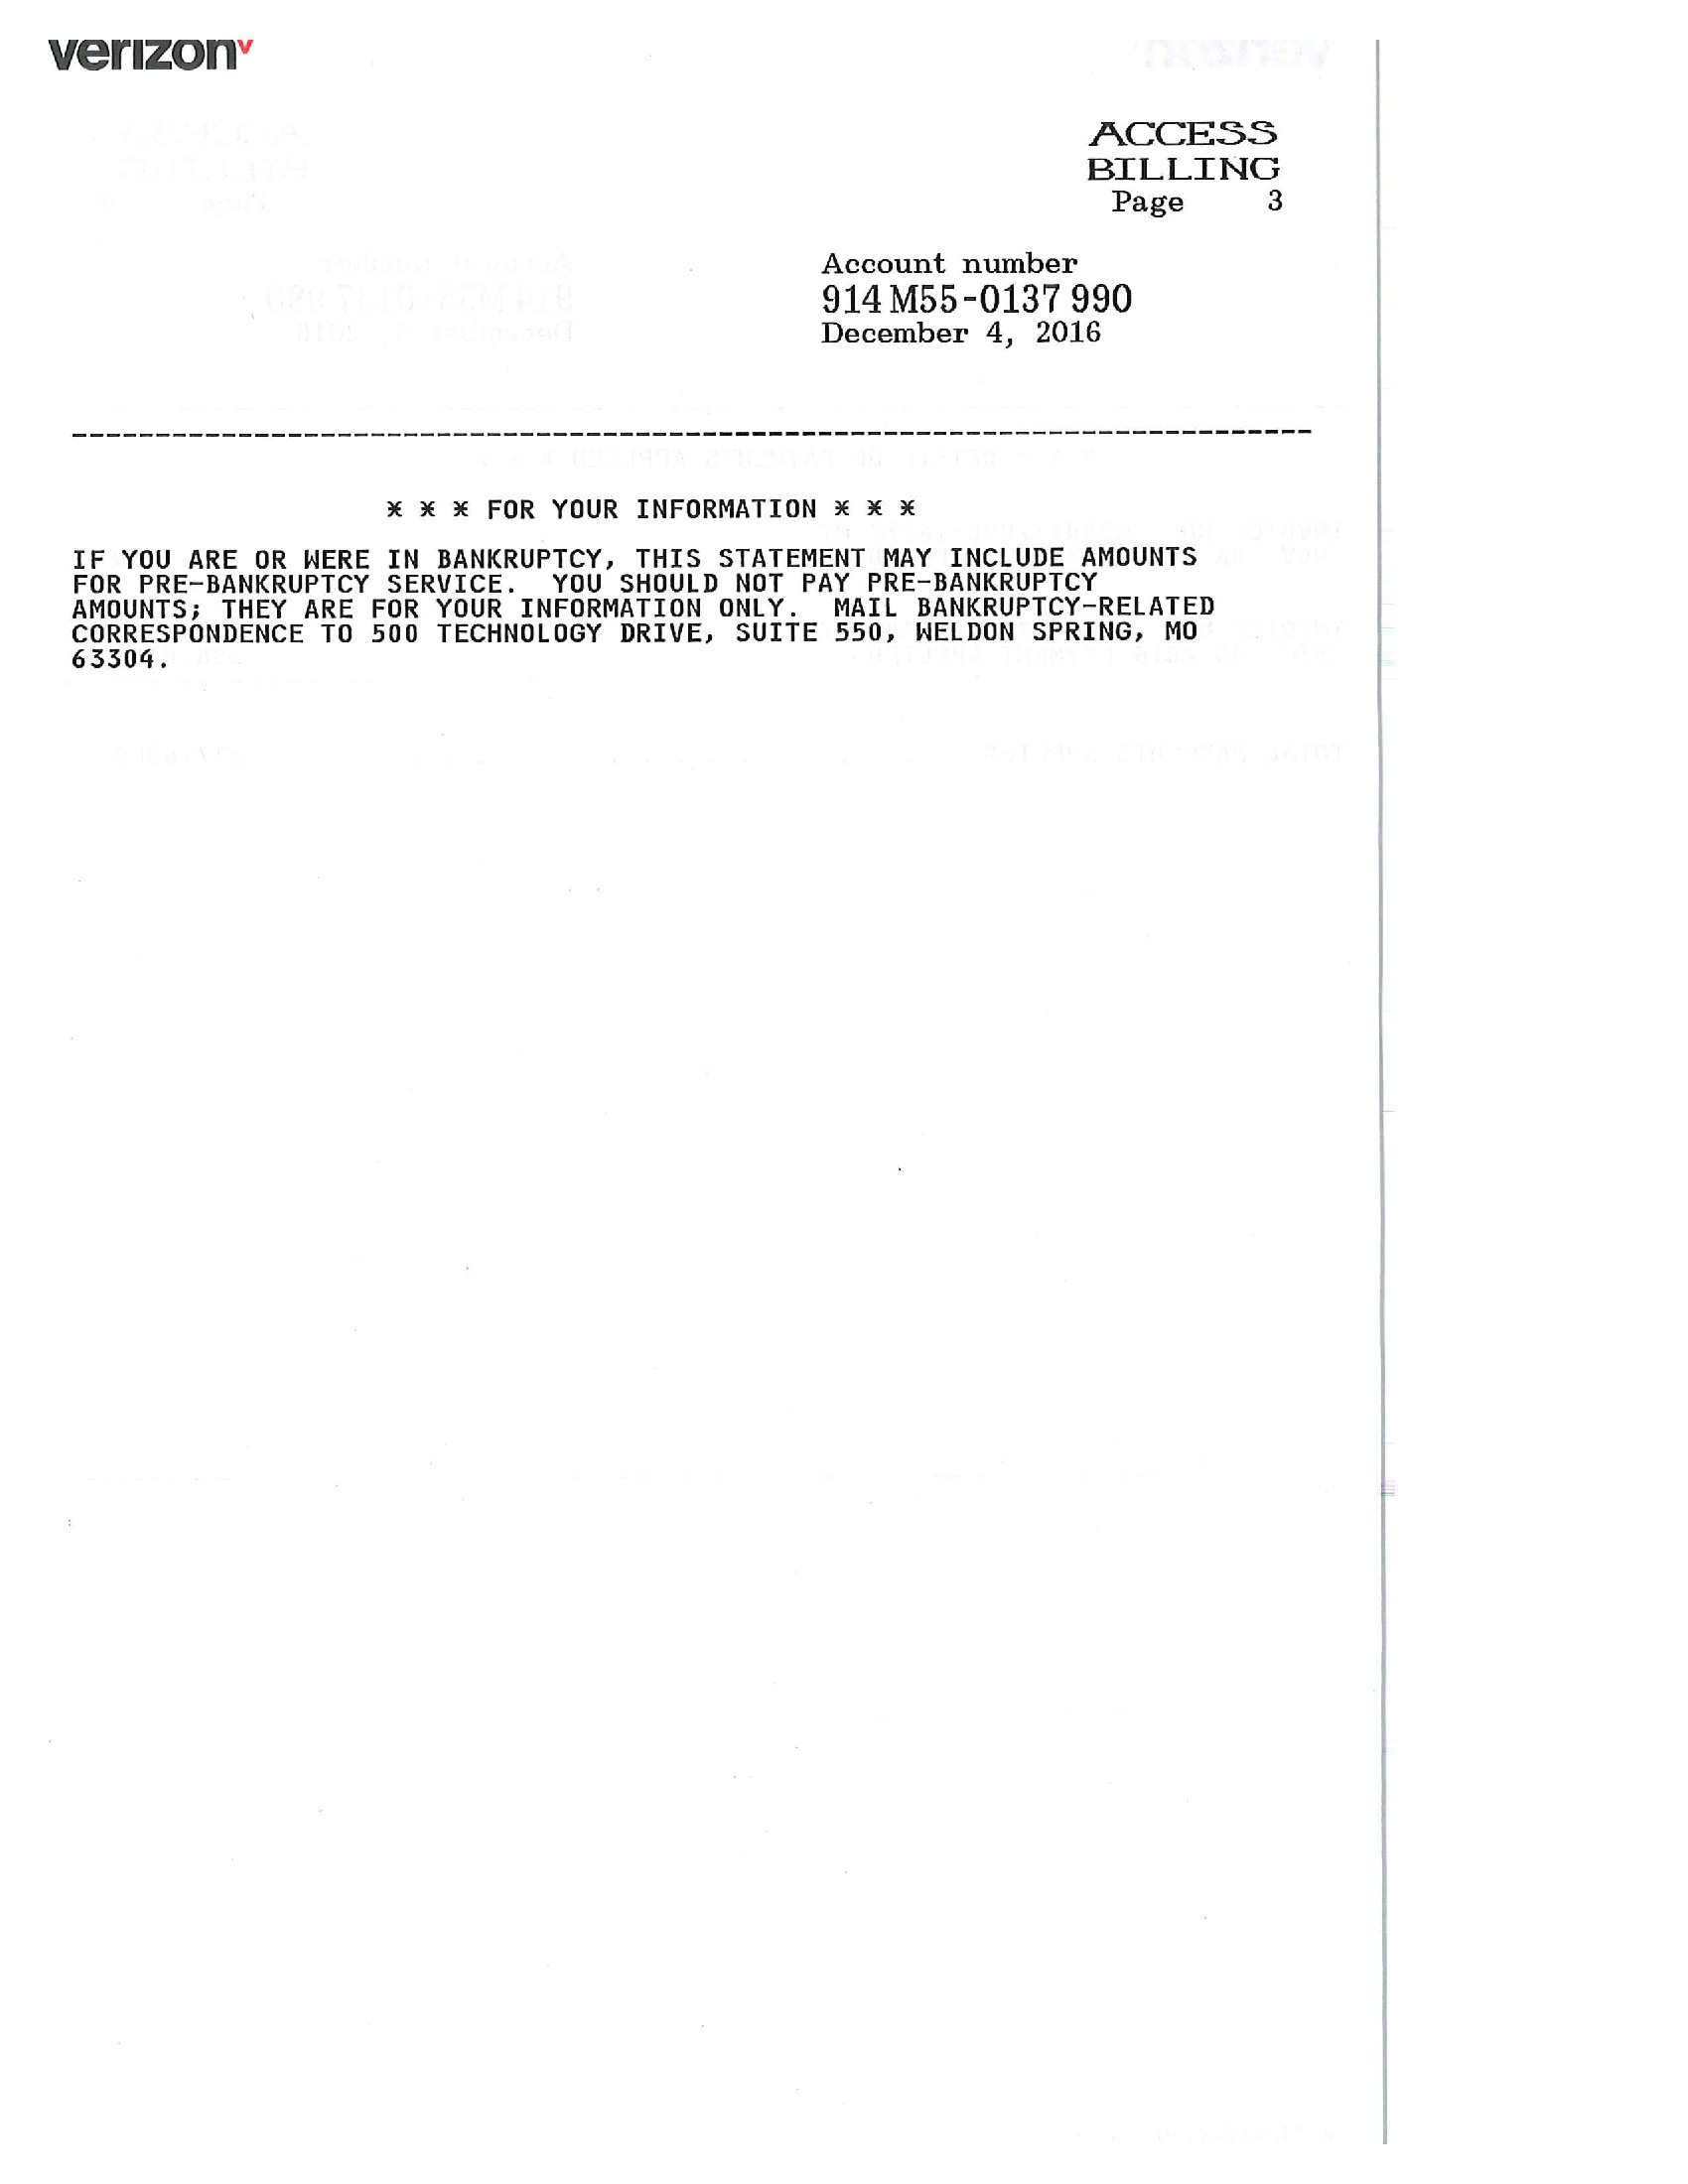 verizon
ACCESS
BILLING
Page 3
Account number
914 M55-0137 990
December 4, 2016
* * * FOR YOUR INFORMATION * * *
IF YOU ARE OR WERE IN BANKRUPTCY, THIS STATEMENT MAY INCLUDE AMOUNTS
FOR PRE-BANKRUPTCY SERVICE. YOU SHOULD NOT PAY PRE-BANKRUPTCY
AMOUNTS; THEY ARE FOR YOUR INFORMATION ONLY. MAIL BANKRUPTCY-RELATED
CORRESPONDENCE TO 500 TECHNOLOGY DRIVE, SUITE 550, WELDON SPRING, MO
63304.